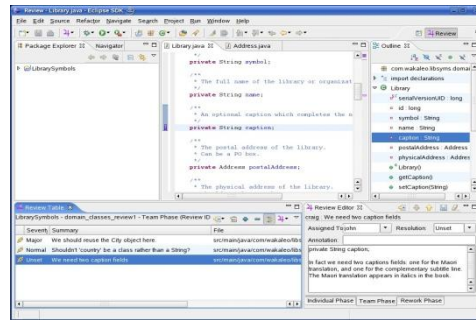 Review - Library.java - Eclipse SDK
File Edit Source Refactor Navigate Search Project Run Window Help
Review
Package Explorer Navigator
LibrarySymbols
Library.java Address.java
private String symbol;
/**
* The full name of the library or organisat
*/
private String name;
/**
* An optional caption which completes the n
*/
private String caption;
/**
* The postal address of the library.
* Can be a PO box.
*/
private Address postalAddress;
/**
* The physical address of the library.
Outline
com.wakaleo.libsyms.domai
import declarations
Library
serialVersionUID : long
id : long
symbol : String
name : String
caption : String
postalAddress : Address
physicalAddress : Address
Library()
getCaption()
setCaption(String)
Review Table
LibrarySymbols - domain_classes_review1 - Team Phase (Review ID
Severity Summary File
Major We should reuse the City object here. src/main/java/com/wakaleo/libs
Normal Shouldn't 'country' be a class rather than a String? src/main/java/com/wakaleo/libs
Unset We need two caption fields src/main/java/com/wakaleo/libs
Review Editor
craig : We need two caption fields
Assigned To john Resolution Unset
Annotation
private String caption;
In fact we need two captions fields: one for the Maori
translation, and one for the complementary subtitle line.
The Maori translation appears in italics in the book.
Individual Phase Team Phase Rework Phase